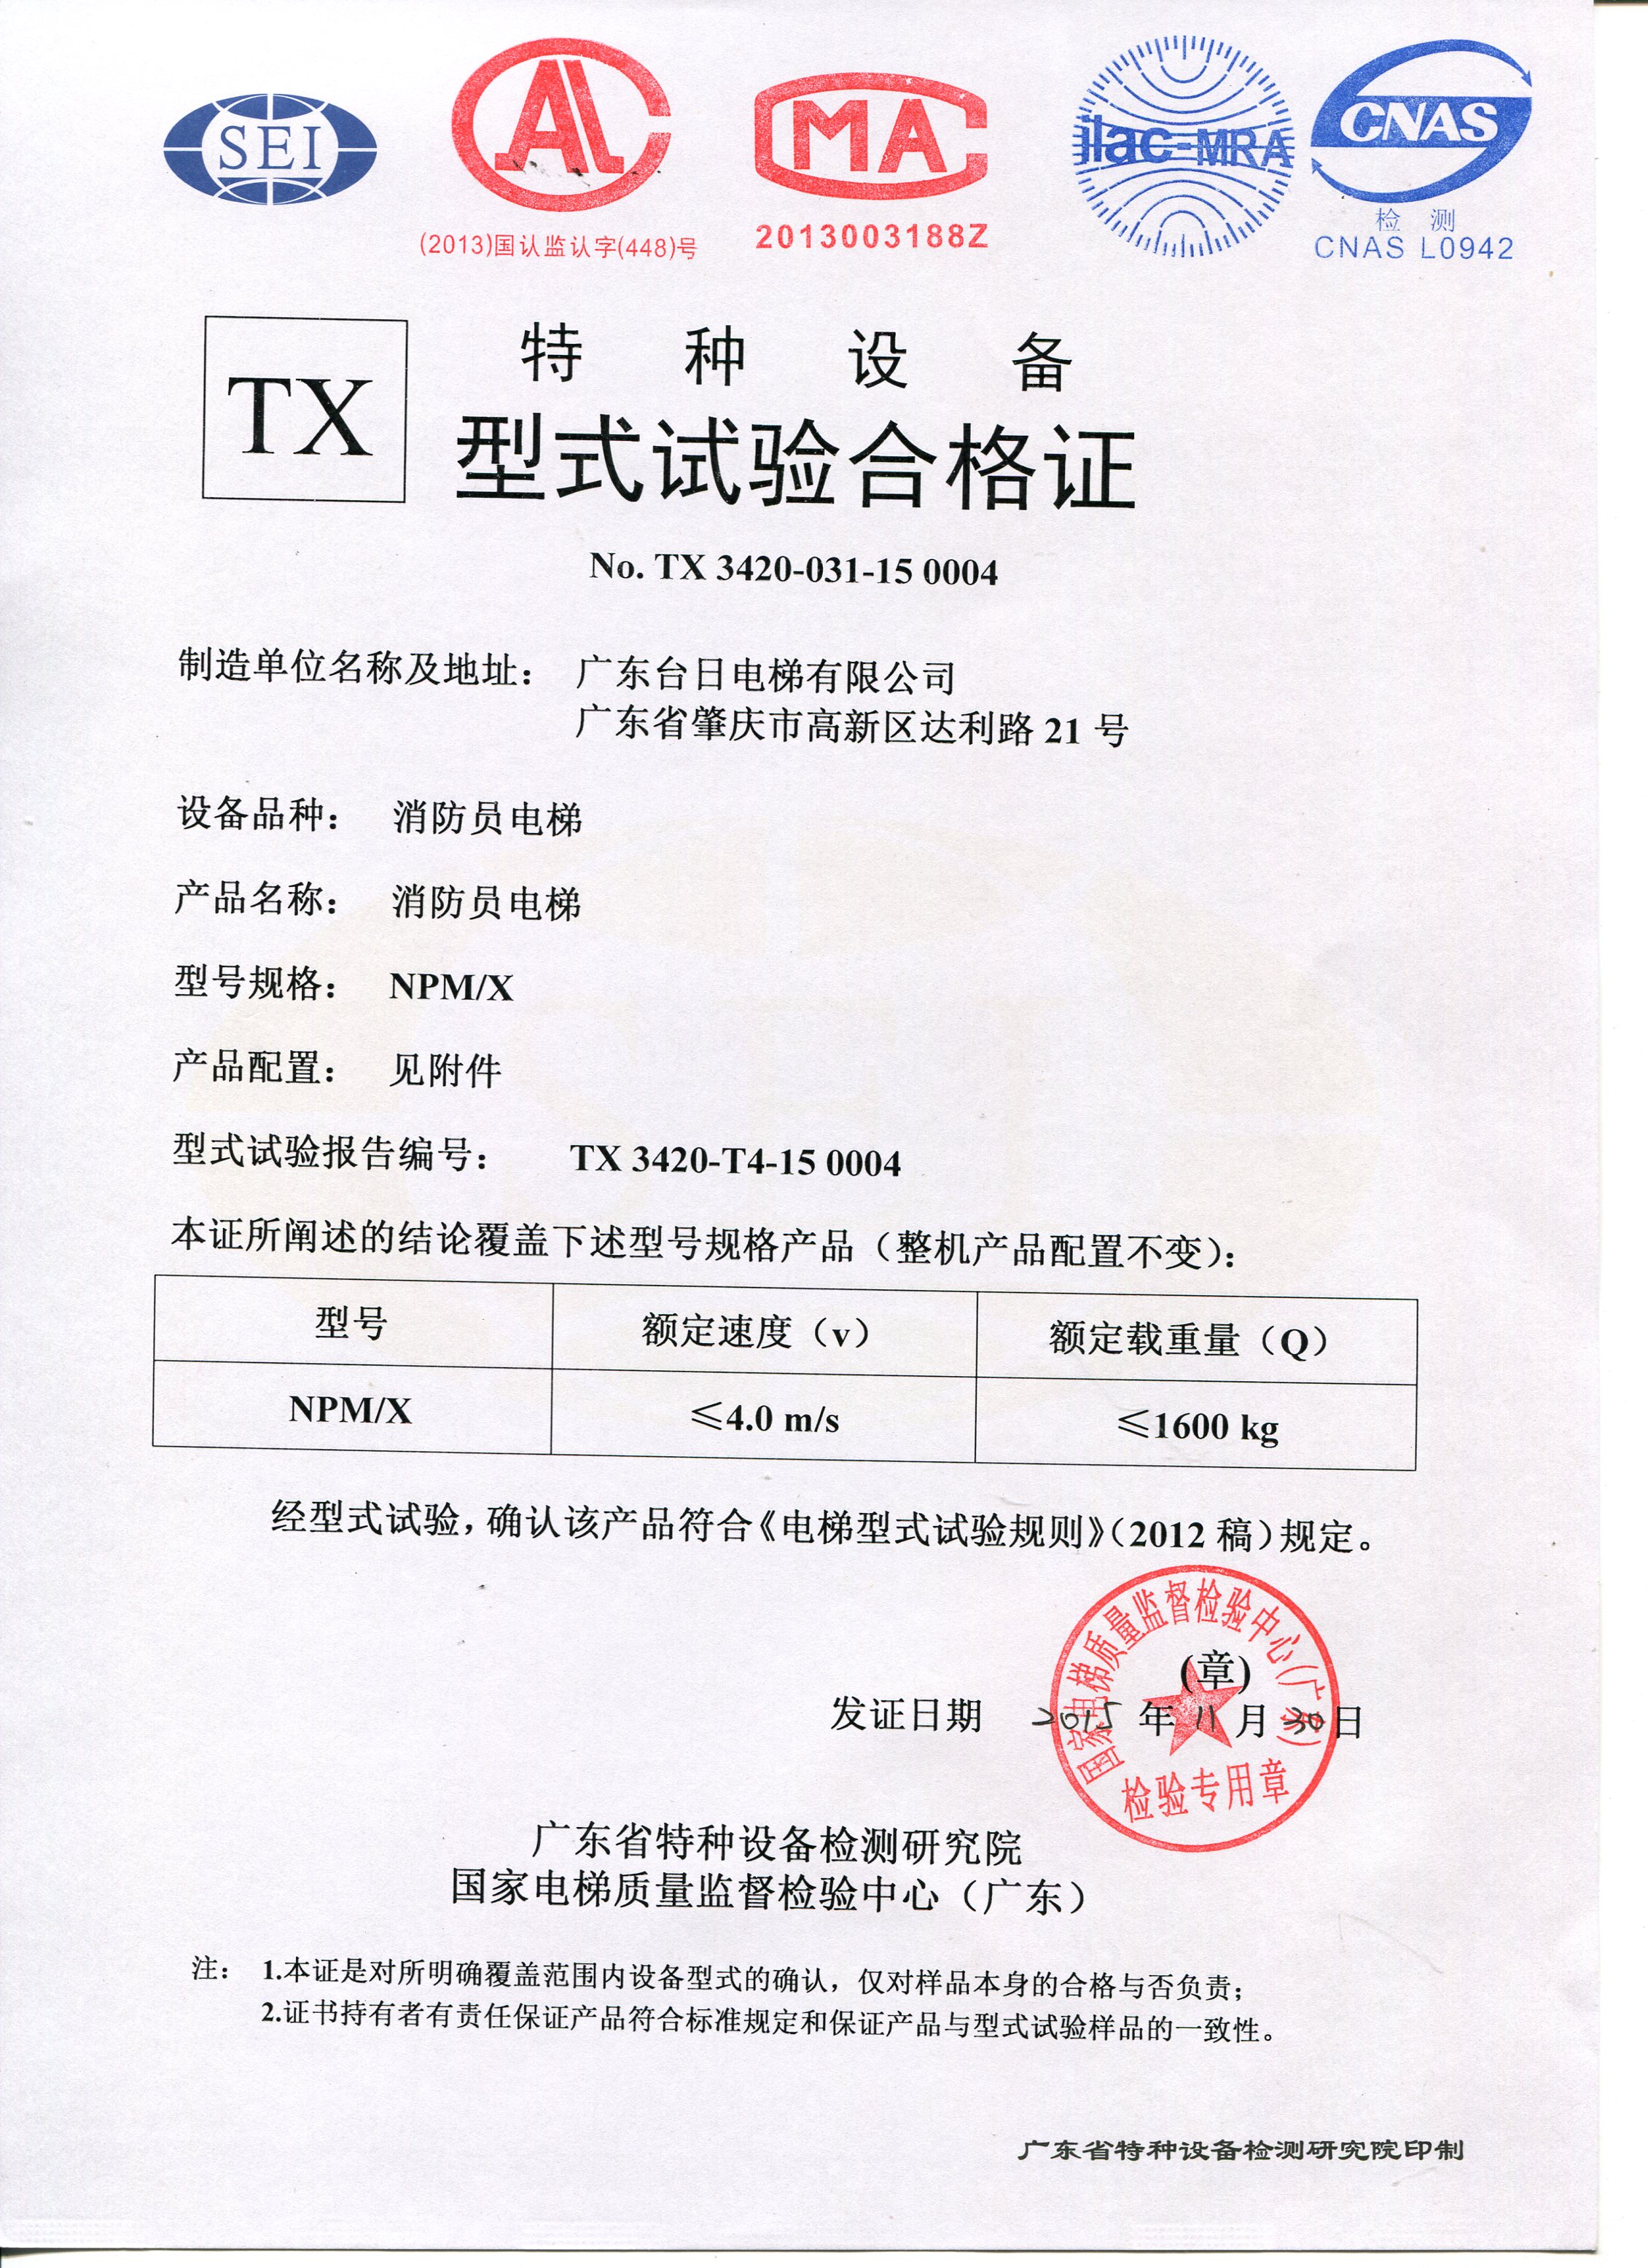 SEI
(2013)国认监认字(448)号
MA
2013003188Z
ilac-MRA
CNAS
检 测
CNAS L0942
TX
特 种 设 备
型式试验合格证
No. TX 3420-031-15 0004
制造单位名称及地址： 广东台日电梯有限公司
广东省肇庆市高新区达利路 21 号
设备品种： 消防员电梯
产品名称： 消防员电梯
型号规格： NPM/X
产品配置： 见附件
型式试验报告编号： TX 3420-T4-15 0004
本证所阐述的结论覆盖下述型号规格产品（整机产品配置不变）：
型号 额定速度（v） 额定载重量（Q）
NPM/X ≤4.0 m/s ≤1600 kg
经型式试验，确认该产品符合《电梯型式试验规则》（2012 稿）规定。
国家电梯质量监督检验中心(广东)
(章)
发证日期 2015 年 11 月 30 日
检验专用章
广东省特种设备检测研究院
国家电梯质量监督检验中心（广东）
注： 1.本证是对所明确覆盖范围内设备型式的确认，仅对样品本身的合格与否负责；
2.证书持有者有责任保证产品符合标准规定和保证产品与型式试验样品的一致性。
广东省特种设备检测研究院印制